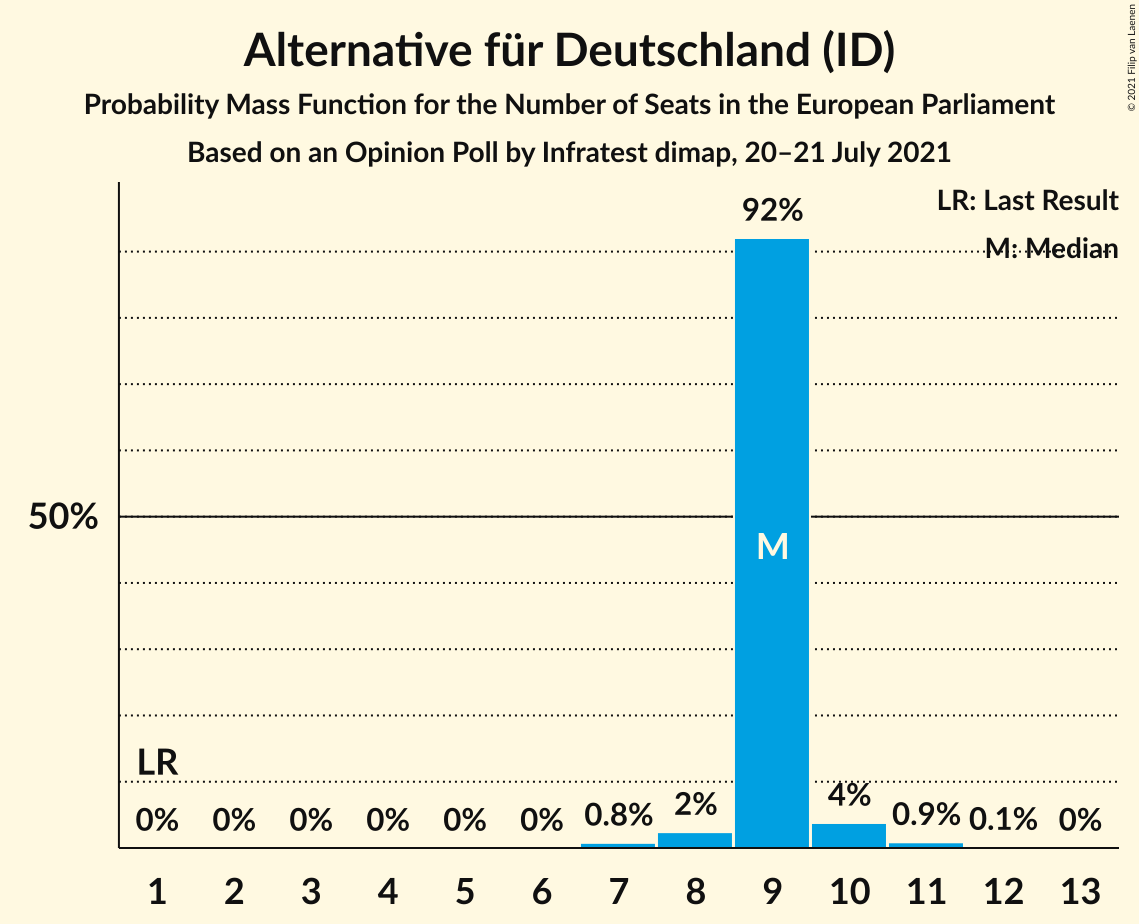 Alternative für Deutschland (ID)
Probability Mass Function for the Number of Seats in the European Parliament
Based on an Opinion Poll by Infratest dimap, 20–21 July 2021
© 2021 Filip van Laenen
LR: Last Result
M: Median
92%
50%
M
LR
0% 0% 0% 0% 0% 0% 0.8% 2% 4% 0.9% 0.1% 0%
1 2 3 4 5 6 7 8 9 10 11 12 13